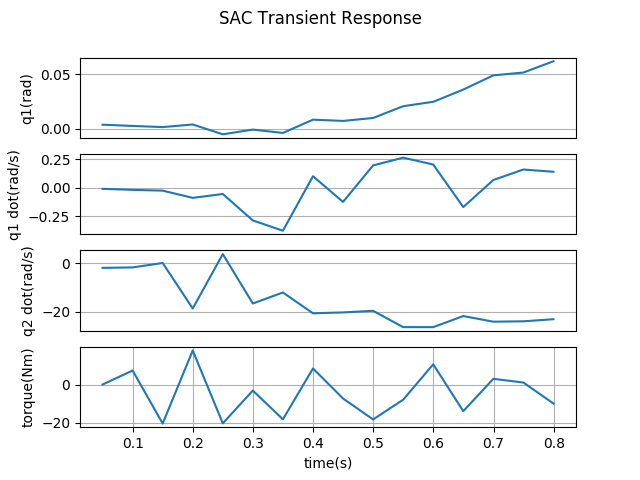 SAC Transient Response
q1(rad)
0.05
0.00
q1 dot(rad/s)
0.25
0.00
−0.25
q2 dot(rad/s)
0
−20
torque(Nm)
0
−20
0.1 0.2 0.3 0.4 0.5 0.6 0.7 0.8
time(s)